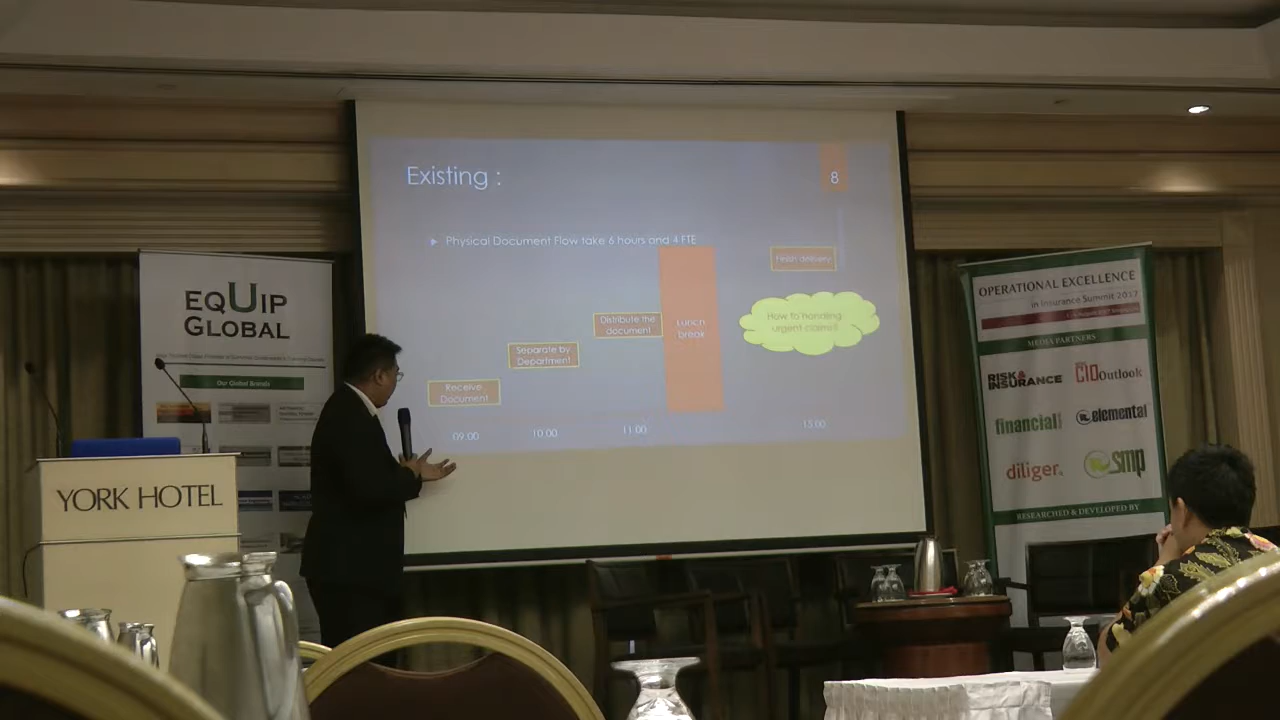 Existing :
8
Physical Document Flow take 6 hours and 4 FTE
Finish delivery
How to handling
urgent claim?
Distribute the
document
Lunch
break
Separate by
Department
Receive
Document
09.00
10.00
11.00
15.00
EQUIP
GLOBAL
Our Global Brands
YORK HOTEL
OPERATIONAL EXCELLENCE
in Insurance Summit 2017
MEDIA PARTNERS
RISK&
INSURANCE
CIOOutlook
financial
elemental
diliger
smp
RESEARCHED & DEVELOPED BY